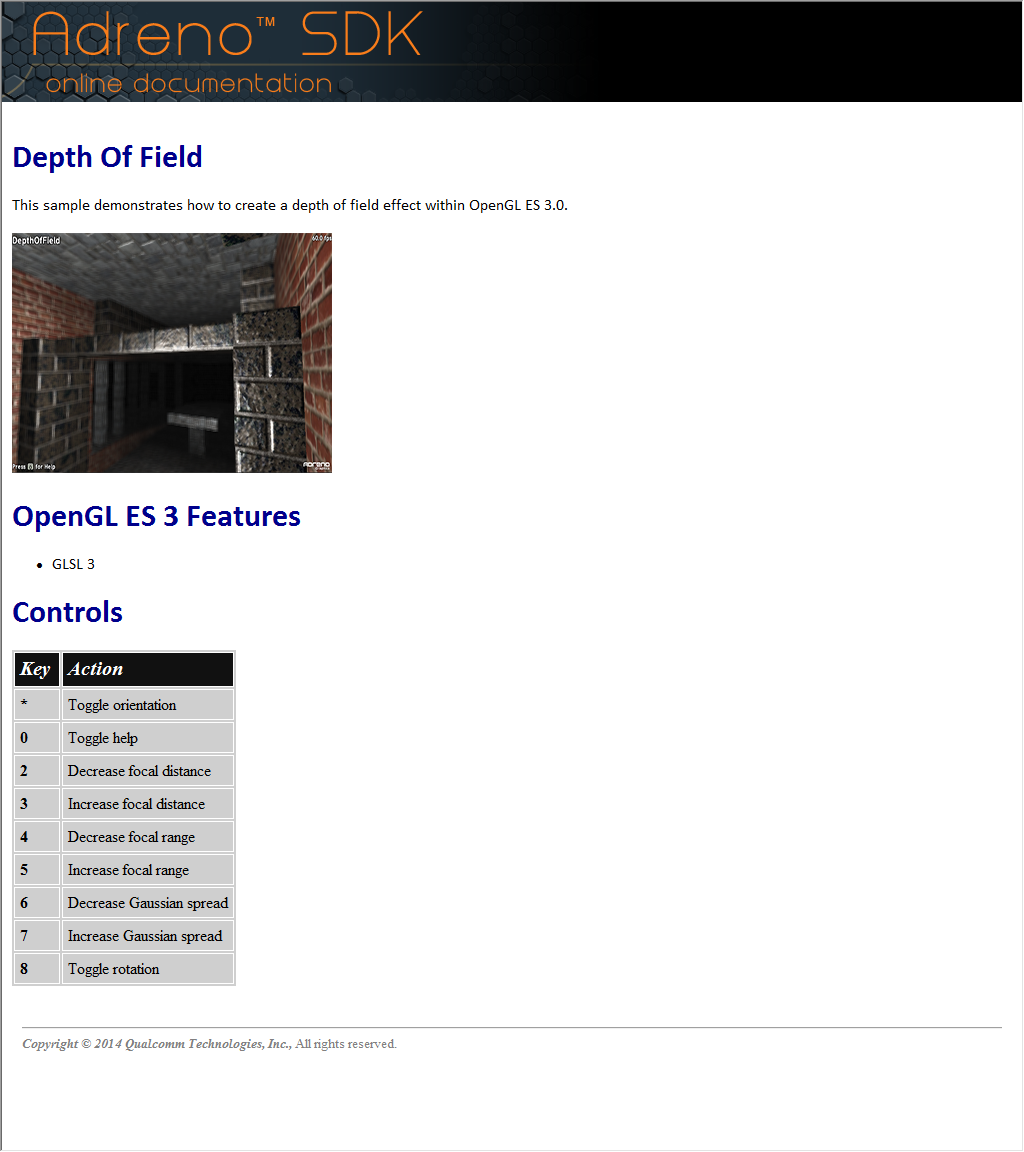 Adreno™ SDK
online documentation
Depth Of Field
This sample demonstrates how to create a depth of field effect within OpenGL ES 3.0.
DepthOfField
60.0 fps
Press [0] for Help
Adreno
OpenGL ES 3 Features
• GLSL 3
Controls
Key Action
* Toggle orientation
0 Toggle help
2 Decrease focal distance
3 Increase focal distance
4 Decrease focal range
5 Increase focal range
6 Decrease Gaussian spread
7 Increase Gaussian spread
8 Toggle rotation
Copyright © 2014 Qualcomm Technologies, Inc., All rights reserved.